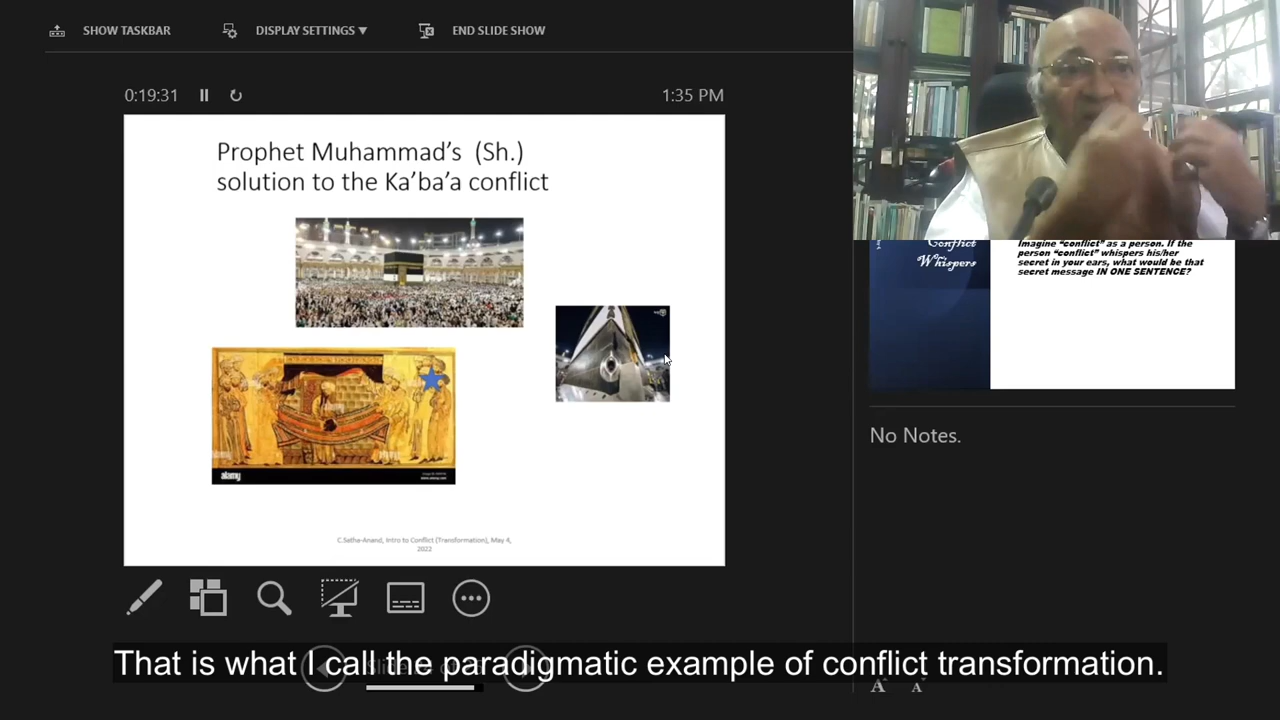 SHOW TASKBAR
DISPLAY SETTINGS ▼
END SLIDE SHOW
0:19:31
1:35 PM
Prophet Muhammad's (Sh.)
solution to the Ka'ba'a conflict
alamy
C.Satha-Anand, Intro to Conflict (Transformation), May 4,
2022
Conflict
Whispers
Imagine "conflict" as a person. If the
person "conflict" whispers his/her
secret in your ears, what would be that
secret message IN ONE SENTENCE?
No Notes.
That is what I call the paradigmatic example of conflict transformation.
A A